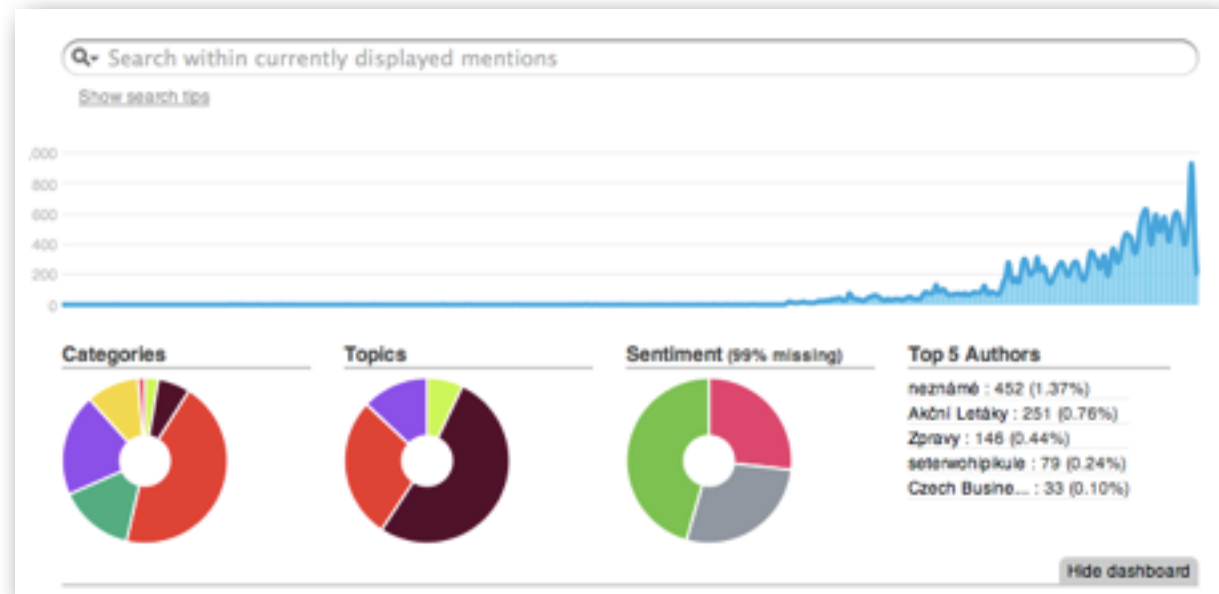 Search within currently displayed mentions
Show search tips
,000
800
600
400
200
0
Categories
Topics
Sentiment (99% missing)
Top 5 Authors
neznámé : 452 (1.37%)
Akční Letáky : 251 (0.76%)
Zpravy : 146 (0.44%)
seterwohipikule : 79 (0.24%)
Czech Busine... : 33 (0.10%)
Hide dashboard